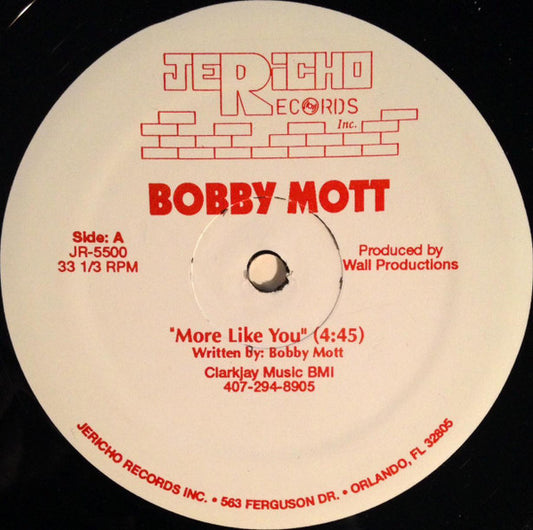 JERICHO
RECORDS
Inc.
BOBBY MOTT
Side: A
JR-5500
33 1/3 RPM
Produced by
Wall Productions
"More Like You" (4:45)
Written By: Bobby Mott
Clarkjay Music BMI
407-294-8905
JERICHO RECORDS INC. • 563 FERGUSON DR. • ORLANDO, FL 32805